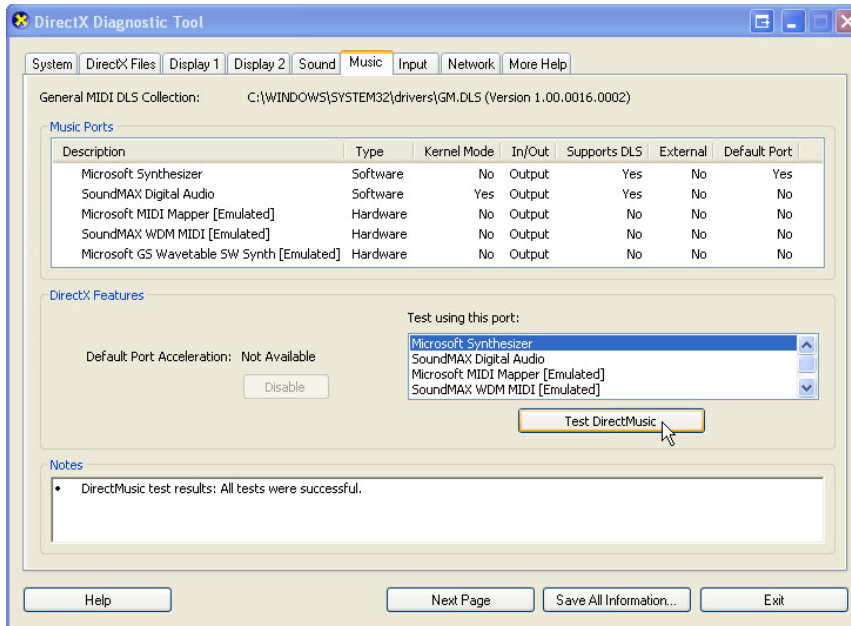 DirectX Diagnostic Tool
System DirectX Files Display 1 Display 2 Sound Music Input Network More Help
General MIDI DLS Collection: C:\WINDOWS\SYSTEM32\drivers\GM.DLS (Version 1.00.0016.0002)
Music Ports
Description Type Kernel Mode In/Out Supports DLS External Default Port
Microsoft Synthesizer Software No Output Yes No Yes
SoundMAX Digital Audio Software Yes Output Yes No No
Microsoft MIDI Mapper [Emulated] Hardware No Output No No No
SoundMAX WDM MIDI [Emulated] Hardware No Output No No No
Microsoft GS Wavetable SW Synth [Emulated] Hardware No Output No No No
DirectX Features
Test using this port:
Microsoft Synthesizer
SoundMAX Digital Audio
Microsoft MIDI Mapper [Emulated]
SoundMAX WDM MIDI [Emulated]
Default Port Acceleration: Not Available
Disable
Test DirectMusic
Notes
• DirectMusic test results: All tests were successful.
Help Next Page Save All Information... Exit